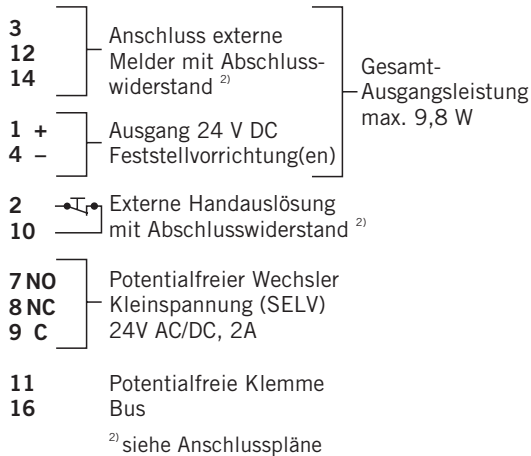 3
12
14
Anschluss externe
Melder mit Abschluss-
widerstand 2)
1 +
4 –
Ausgang 24 V DC
Feststellvorrichtung(en)
Gesamt-
Ausgangsleistung
max. 9,8 W
2
10
Externe Handauslösung
mit Abschlusswiderstand 2)
7 NO
8 NC
9 C
Potentialfreier Wechsler
Kleinspannung (SELV)
24V AC/DC, 2A
11 Potentialfreie Klemme
16 Bus
2) siehe Anschlusspläne